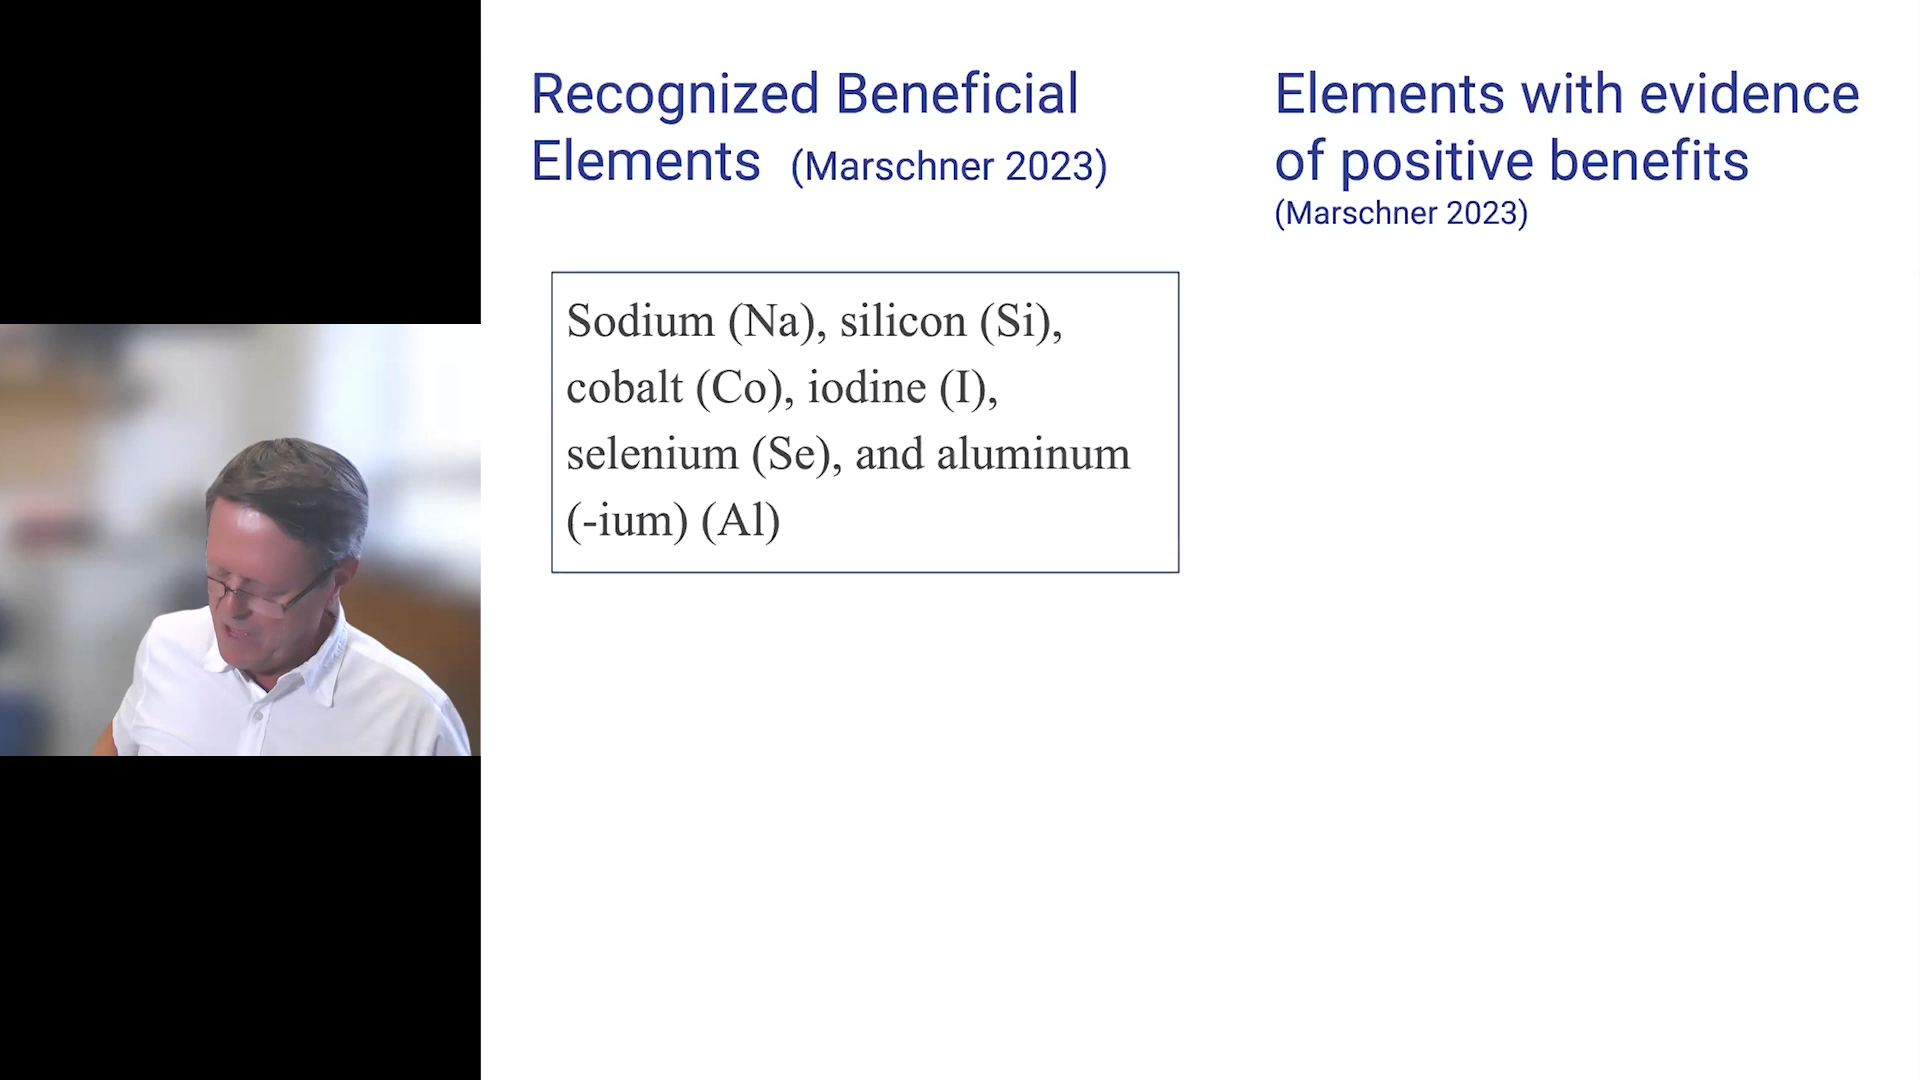 Recognized Beneficial
Elements (Marschner 2023)
Sodium (Na), silicon (Si),
cobalt (Co), iodine (I),
selenium (Se), and aluminum
(-ium) (Al)
Elements with evidence
of positive benefits
(Marschner 2023)